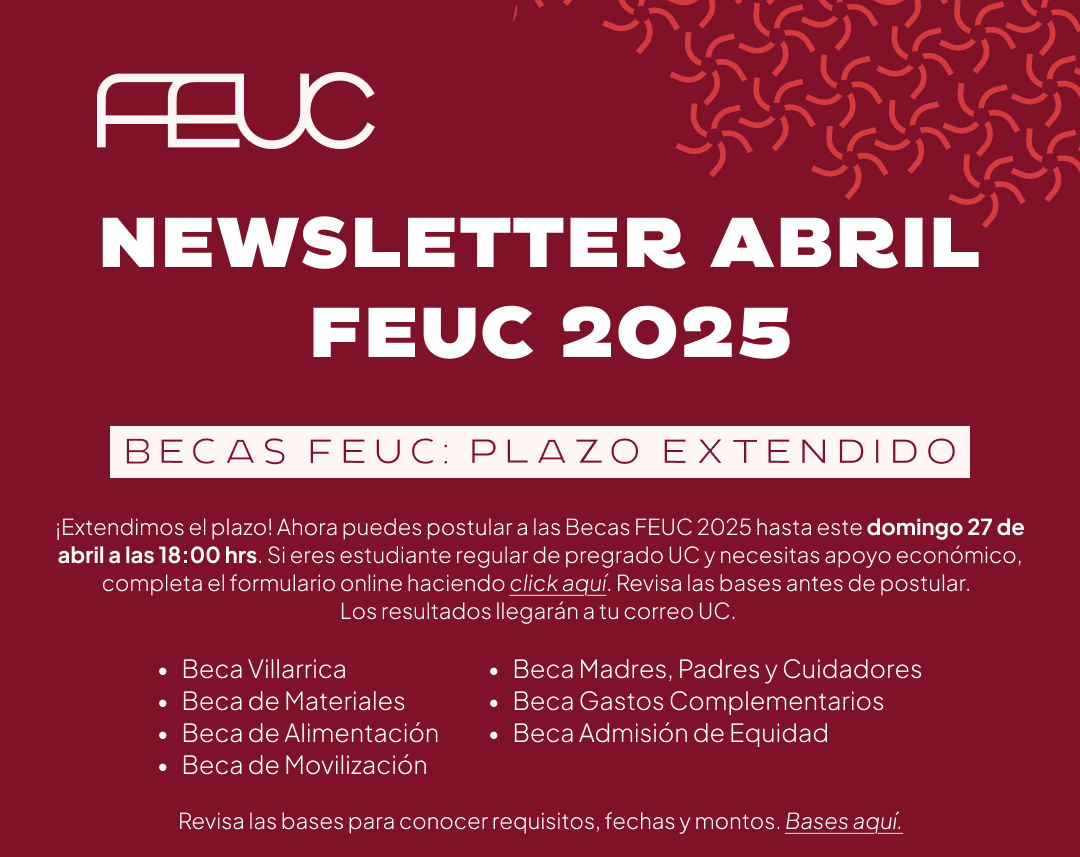 FEUC
NEWSLETTER ABRIL
FEUC 2025
BECAS FEUC: PLAZO EXTENDIDO
¡Extendimos el plazo! Ahora puedes postular a las Becas FEUC 2025 hasta este domingo 27 de
abril a las 18:00 hrs. Si eres estudiante regular de pregrado UC y necesitas apoyo económico,
completa el formulario online haciendo click aquí. Revisa las bases antes de postular.
Los resultados llegarán a tu correo UC.
• Beca Villarrica
• Beca de Materiales
• Beca de Alimentación
• Beca de Movilización
• Beca Madres, Padres y Cuidadores
• Beca Gastos Complementarios
• Beca Admisión de Equidad
Revisa las bases para conocer requisitos, fechas y montos. Bases aquí.